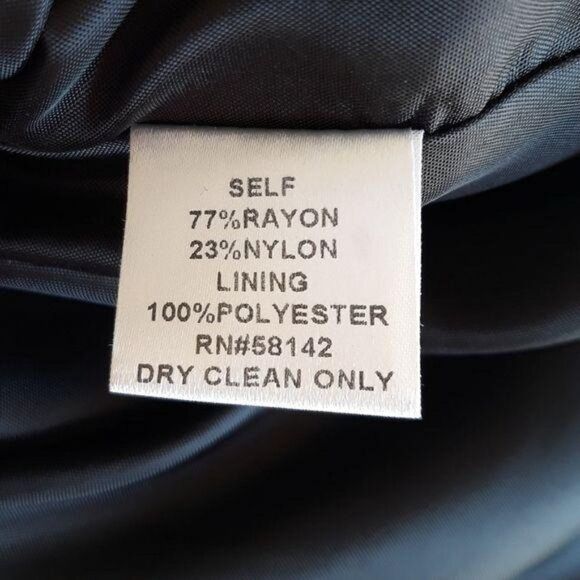 SELF
77%RAYON
23%NYLON
LINING
100%POLYESTER
RN#58142
DRY CLEAN ONLY